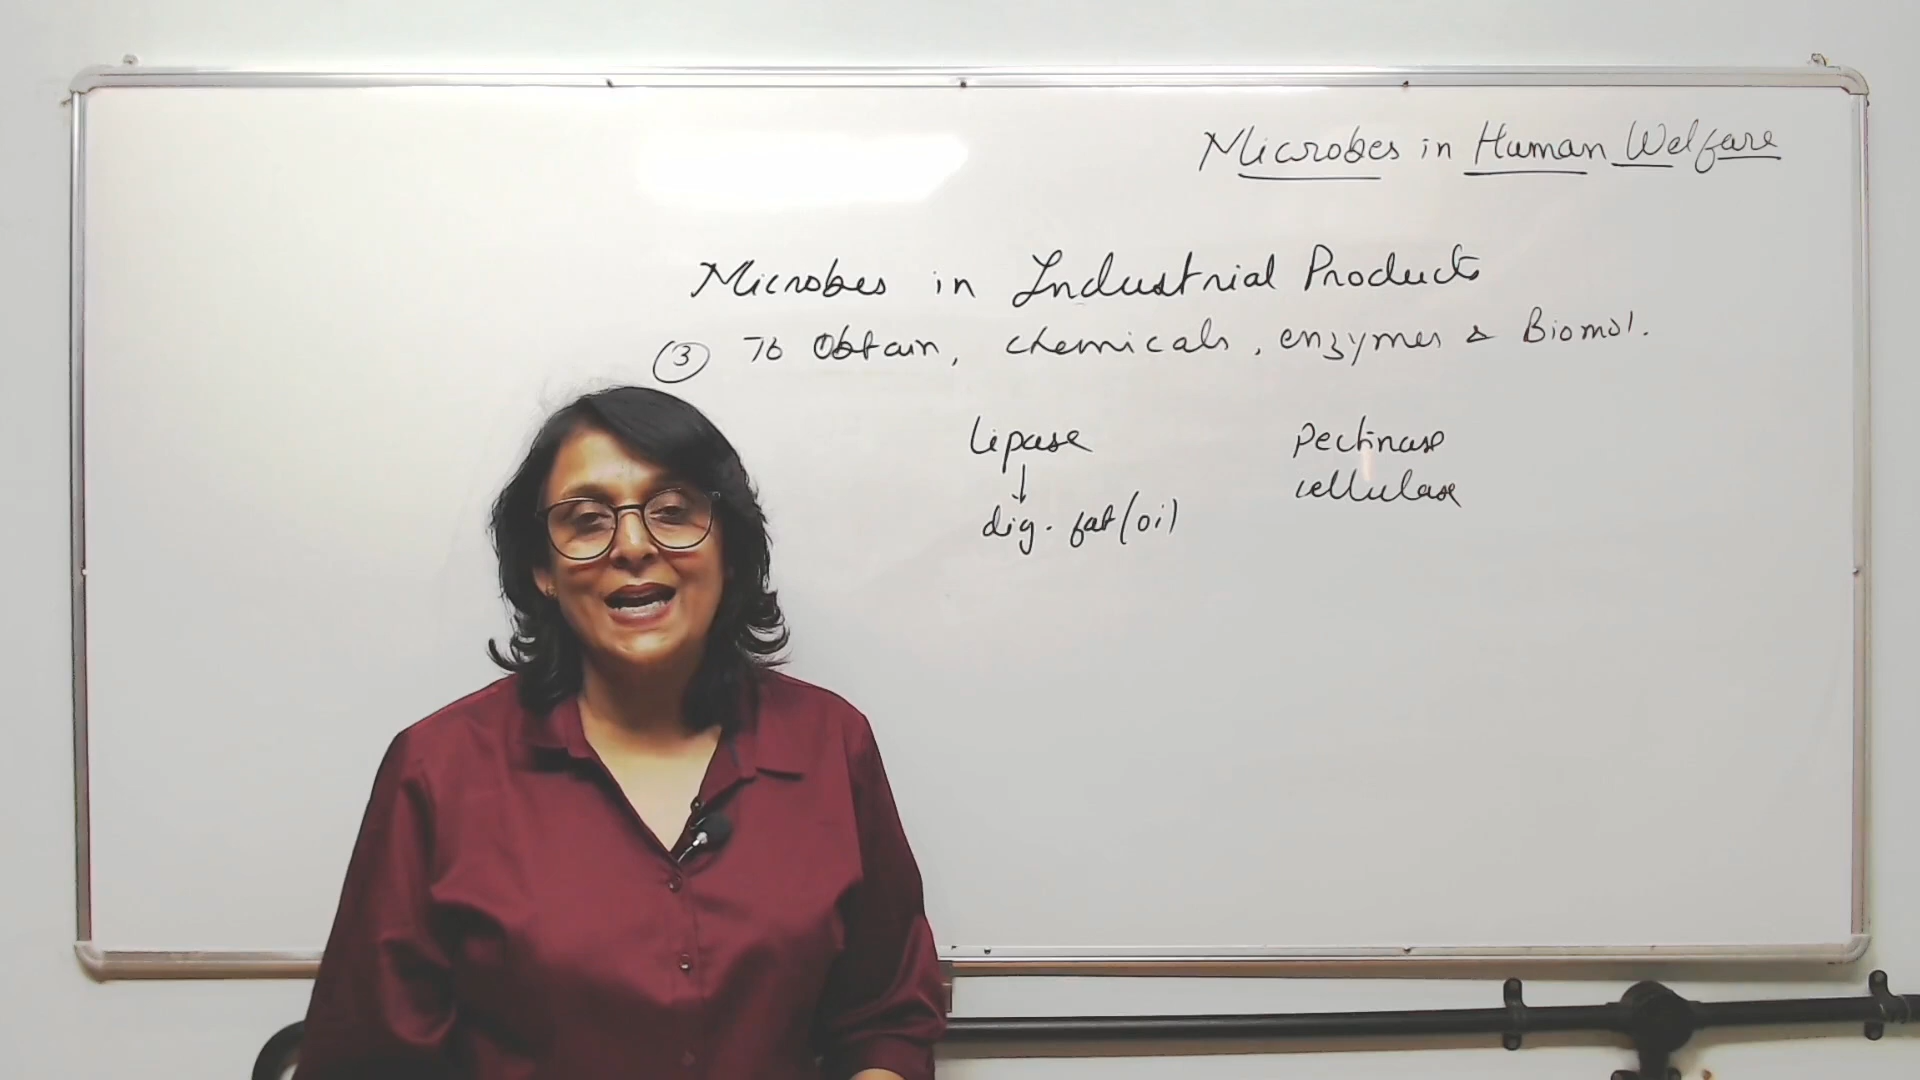 Microbes in Human Welfare
Microbes in Industrial Products
③ To Obtain, chemicals, enzymes & Biomol.
Lipase Pectinase
↓ cellulase
dig. fat (oil)